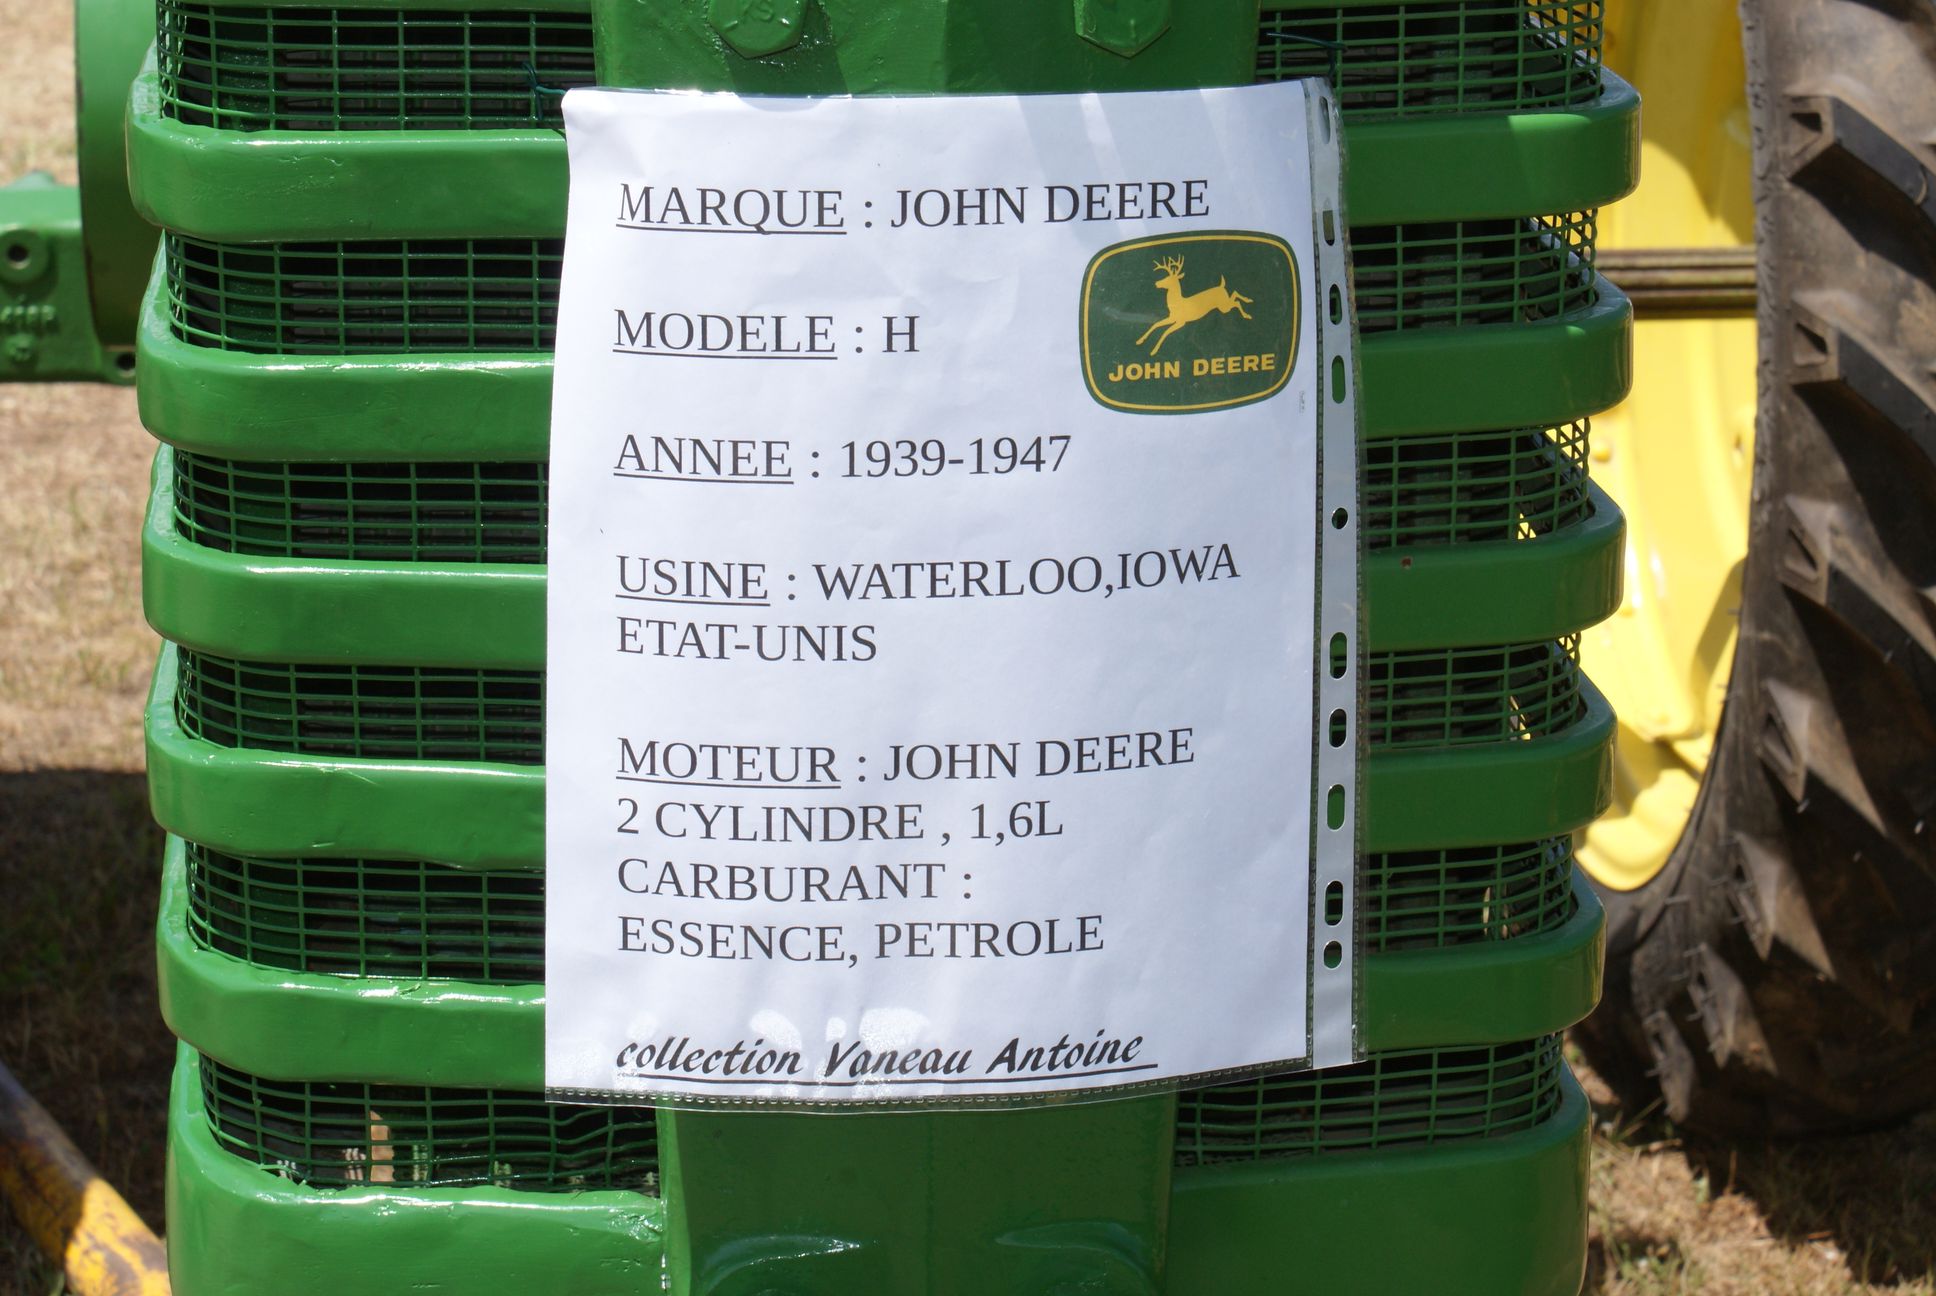 MARQUE : JOHN DEERE
JOHN DEERE
MODELE : H
ANNEE : 1939-1947
USINE : WATERLOO,IOWA
ETAT-UNIS
MOTEUR : JOHN DEERE
2 CYLINDRE , 1,6L
CARBURANT :
ESSENCE, PETROLE
collection Vaneau Antoine